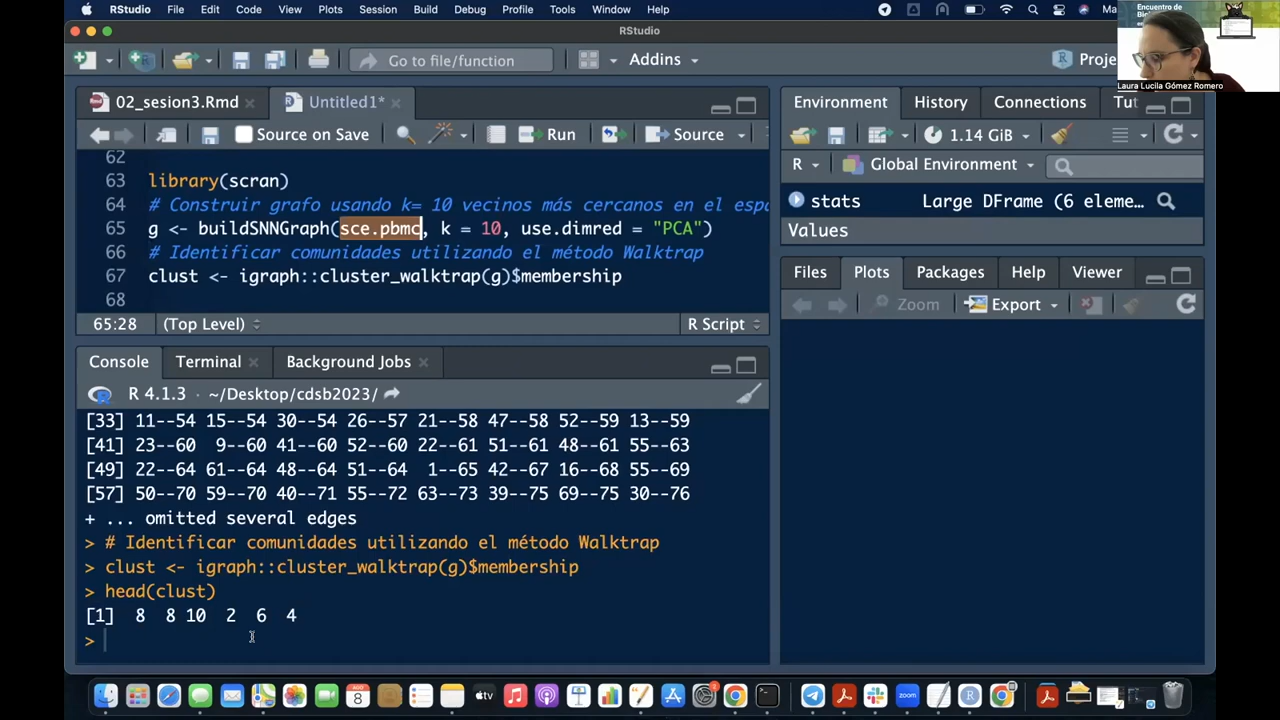 RStudio File Edit Code View Plots Session Build Debug Profile Tools Window Help
Encuentro de
Laura Lucila Gómez Romero
RStudio
Go to file/function
Addins
02_sesion3.Rmd
Untitled1*
Source on Save
Run
Source
62
63 library(scran)
64 # Construir grafo usando k= 10 vecinos más cercanos en el espa
65 g <- buildSNNGraph(sce.pbmc, k = 10, use.dimred = "PCA")
66 # Identificar comunidades utilizando el método Walktrap
67 clust <- igraph::cluster_walktrap(g)$membership
68
65:28 (Top Level) R Script
Console Terminal Background Jobs
R 4.1.3 · ~/Desktop/cdsb2023/
[33] 11--54 15--54 30--54 26--57 21--58 47--58 52--59 13--59
[41] 23--60  9--60 41--60 52--60 22--61 51--61 48--61 55--63
[49] 22--64 61--64 48--64 51--64  1--65 42--67 16--68 55--69
[57] 50--70 59--70 40--71 55--72 63--73 39--75 69--75 30--76
+ ... omitted several edges
> # Identificar comunidades utilizando el método Walktrap
> clust <- igraph::cluster_walktrap(g)$membership
> head(clust)
[1]  8  8 10  2  6  4
>
Environment History Connections Tut
1.14 GiB
R Global Environment
stats Large DFrame (6 eleme…
Values
Files Plots Packages Help Viewer
Zoom Export
AUG
8
tv
zoom